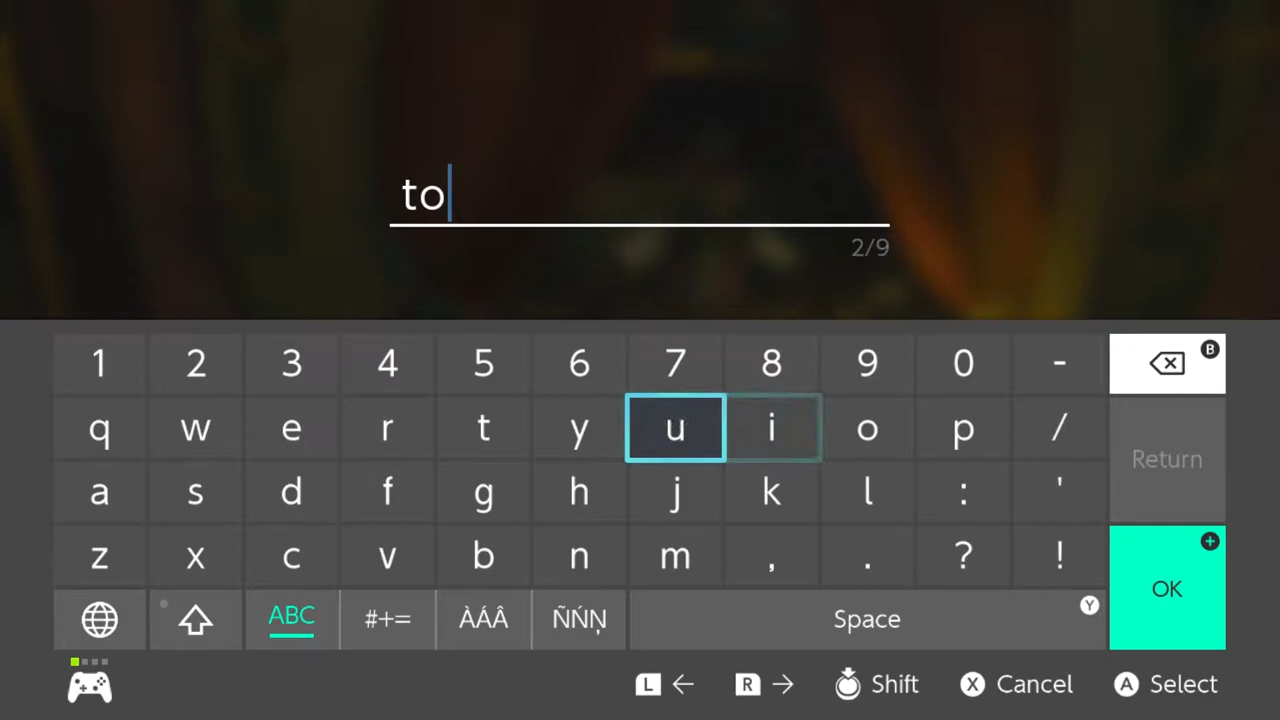 to
2/9
1 2 3 4 5 6 7 8 9 0 - B
q w e r t y u i o p / Return
a s d f g h j k l : '
z x c v b n m , . ? ! OK +
ABC #+= ÀÁÂ ÑŃŅ Space Y
L ← R → Shift X Cancel A Select